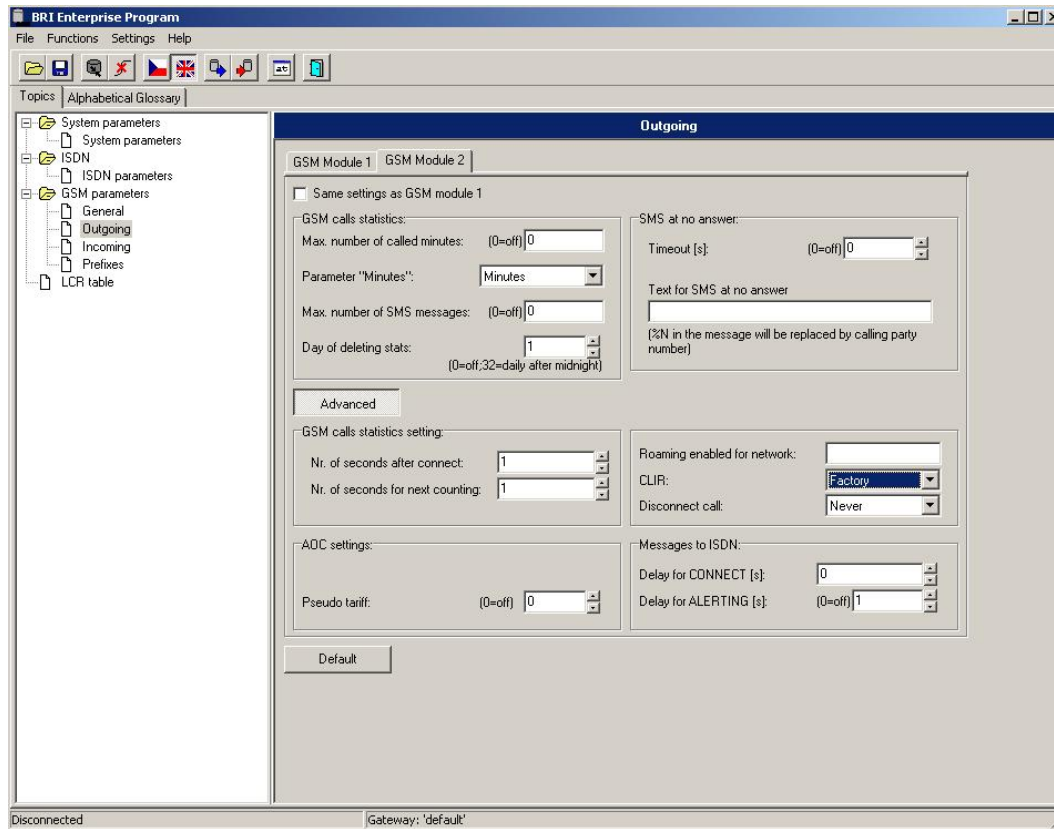 BRI Enterprise Program
File Functions Settings Help
at
Topics Alphabetical Glossary
System parameters
System parameters
ISDN
ISDN parameters
GSM parameters
General
Outgoing
Incoming
Prefixes
LCR table
Outgoing
GSM Module 1 GSM Module 2
Same settings as GSM module 1
GSM calls statistics:
Max. number of called minutes: (0=off) 0
Parameter "Minutes": Minutes
Max. number of SMS messages: (0=off) 0
Day of deleting stats: 1
(0=off;32=daily after midnight)
SMS at no answer:
Timeout [s]: (0=off) 0
Text for SMS at no answer
(%N in the message will be replaced by calling party
number)
Advanced
GSM calls statistics setting:
Nr. of seconds after connect: 1
Nr. of seconds for next counting: 1
Roaming enabled for network:
CLIR: Factory
Disconnect call: Never
AOC settings:
Pseudo tariff: (0=off) 0
Messages to ISDN:
Delay for CONNECT [s]: 0
Delay for ALERTING [s]: (0=off) 1
Default
Disconnected Gateway: 'default'